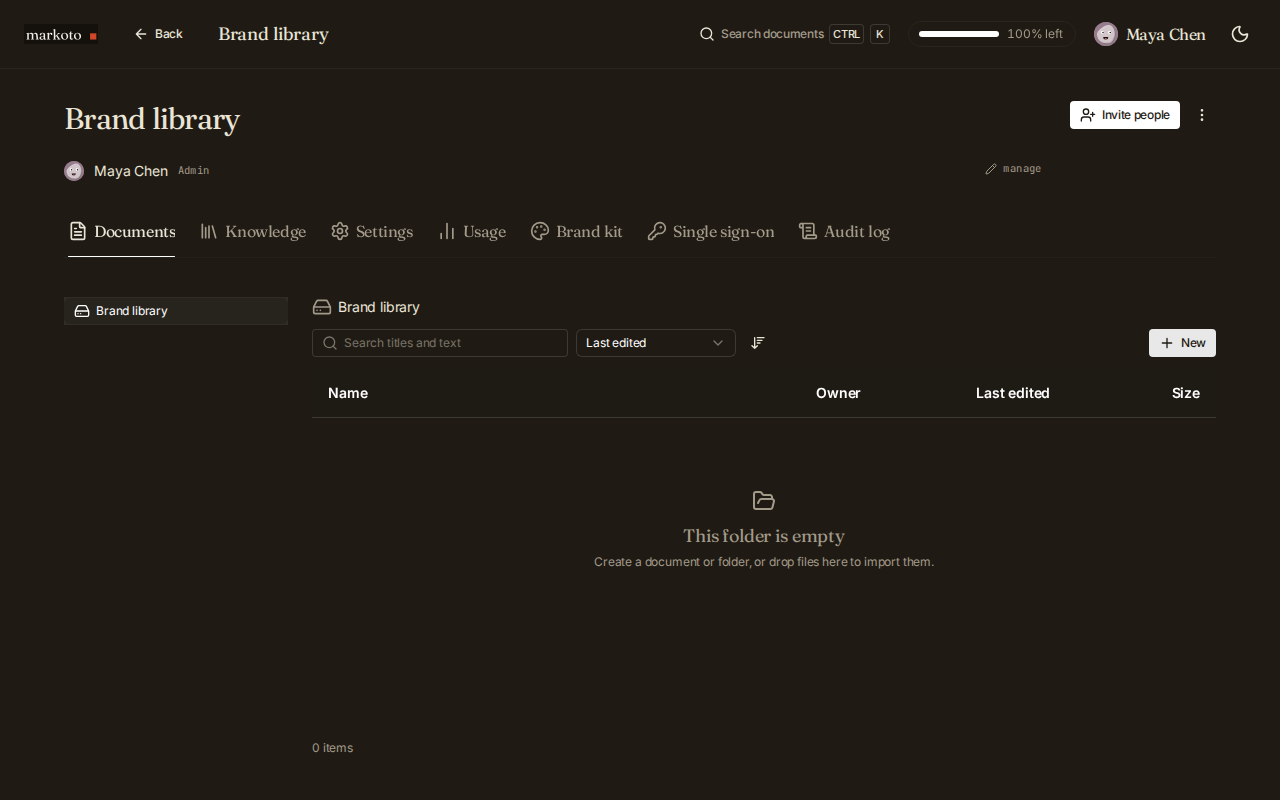 markoto
Back
Brand library
Search documents CTRL K
100% left
Maya Chen
Brand library
Invite people
Maya Chen Admin
manage
Documents
Knowledge
Settings
Usage
Brand kit
Single sign-on
Audit log
Brand library
Brand library
Search titles and text
Last edited
New
Name
Owner
Last edited
Size
This folder is empty
Create a document or folder, or drop files here to import them.
0 items